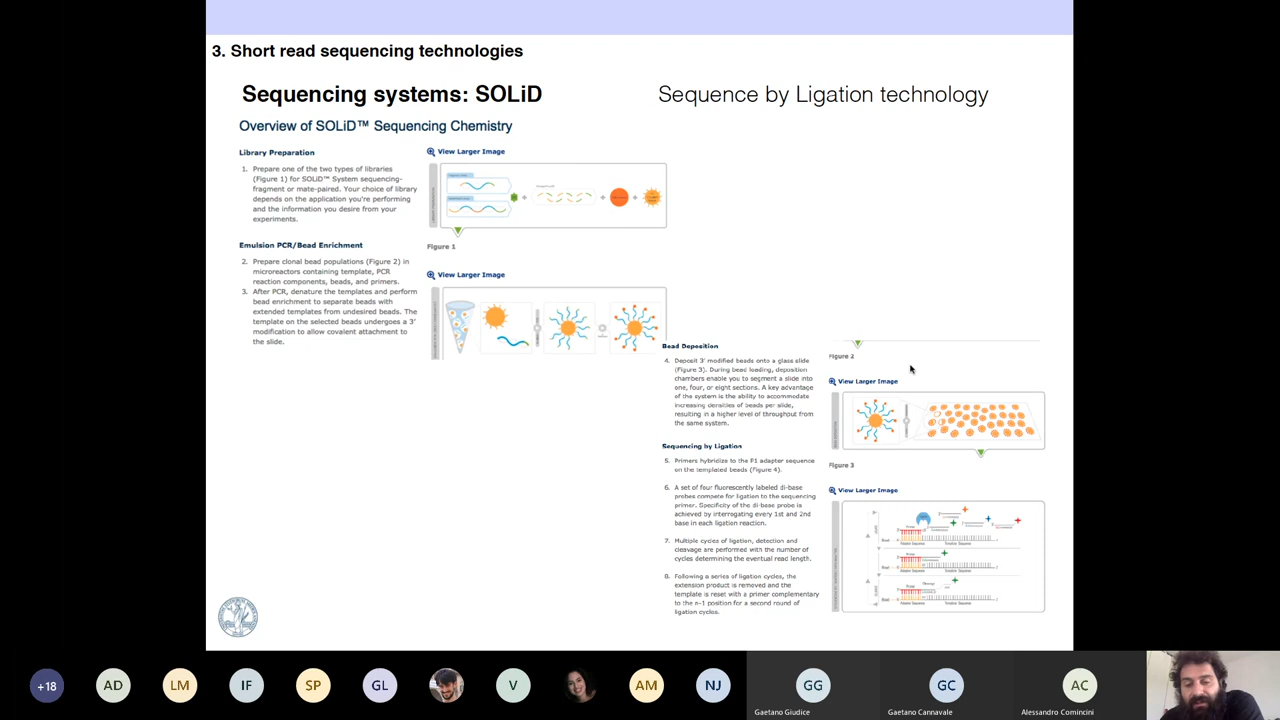 3. Short read sequencing technologies
Sequencing systems: SOLiD
Sequence by Ligation technology
Overview of SOLiD™ Sequencing Chemistry
Library Preparation
1. Prepare one of the two types of libraries
(Figure 1) for SOLiD™ System sequencing-
fragment or mate-paired. Your choice of library
depends on the application you're performing
and the information you desire from your
experiments.
View Larger Image
Figure 1
Emulsion PCR/Bead Enrichment
2. Prepare clonal bead populations (Figure 2) in
microreactors containing template, PCR
reaction components, beads, and primers.
3. After PCR, denature the templates and perform
bead enrichment to separate beads with
extended templates from undesired beads. The
template on the selected beads undergoes a 3'
modification to allow covalent attachment to
the slide.
View Larger Image
Bead Deposition
4. Deposit 3' modified beads onto a glass slide
(Figure 3). During bead loading, deposition
chambers enable you to segment a slide into
one, four, or eight sections. A key advantage
of the system is the ability to accommodate
increasing densities of beads per slide,
resulting in a higher level of throughput from
the same system.
Figure 2
View Larger Image
Figure 3
Sequencing by Ligation
5. Primers hybridize to the P1 adapter sequence
on the templated beads (Figure 4).
6. A set of four fluorescently labeled di-base
probes compete for ligation to the sequencing
primer. Specificity of the di-base probe is
achieved by interrogating every 1st and 2nd
base in each ligation reaction.
7. Multiple cycles of ligation, detection and
cleavage are performed with the number of
cycles determining the eventual read length.
8. Following a series of ligation cycles, the
extension product is removed and the
template is reset with a primer complementary
to the n-1 position for a second round of
ligation cycles.
View Larger Image
+18
AD
LM
IF
SP
GL
V
AM
NJ
GG
Gaetano Giudice
GC
Gaetano Cannavale
AC
Alessandro Comincini